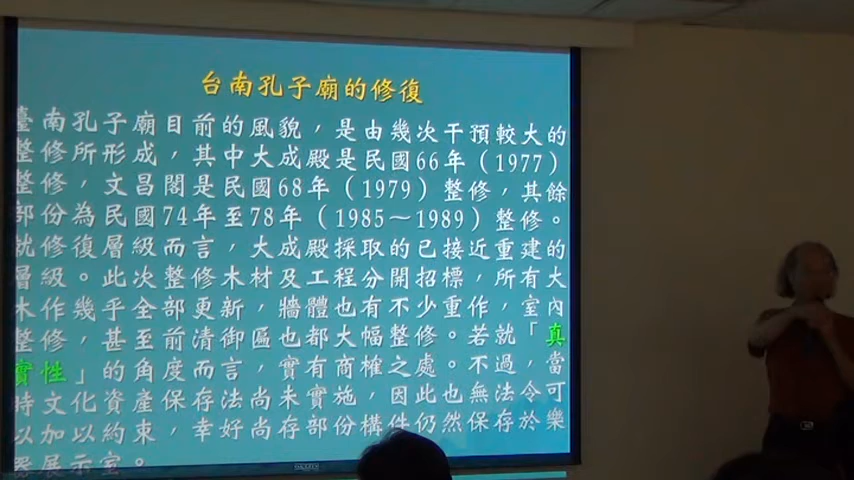 台南孔子廟的修復
臺南孔子廟目前的風貌，是由幾次干預較大的
整修所形成，其中大成殿是民國66年（1977）
整修，文昌閣是民國68年（1979）整修，其餘
部份為民國74年至78年（1985～1989）整修。
就修復層級而言，大成殿採取的已接近重建的
層級。此次整修木材及工程分開招標，所有大
木作幾乎全部更新，牆體也有不少重作，室內
整修，甚至前清御區也都大幅整修。若就「真
實性」的角度而言，實有商榷之處。不過，當
時文化資產保存法尚未實施，因此也無法令可
以加以約束，幸好尚存部份構件仍然保存於樂
器展示室。